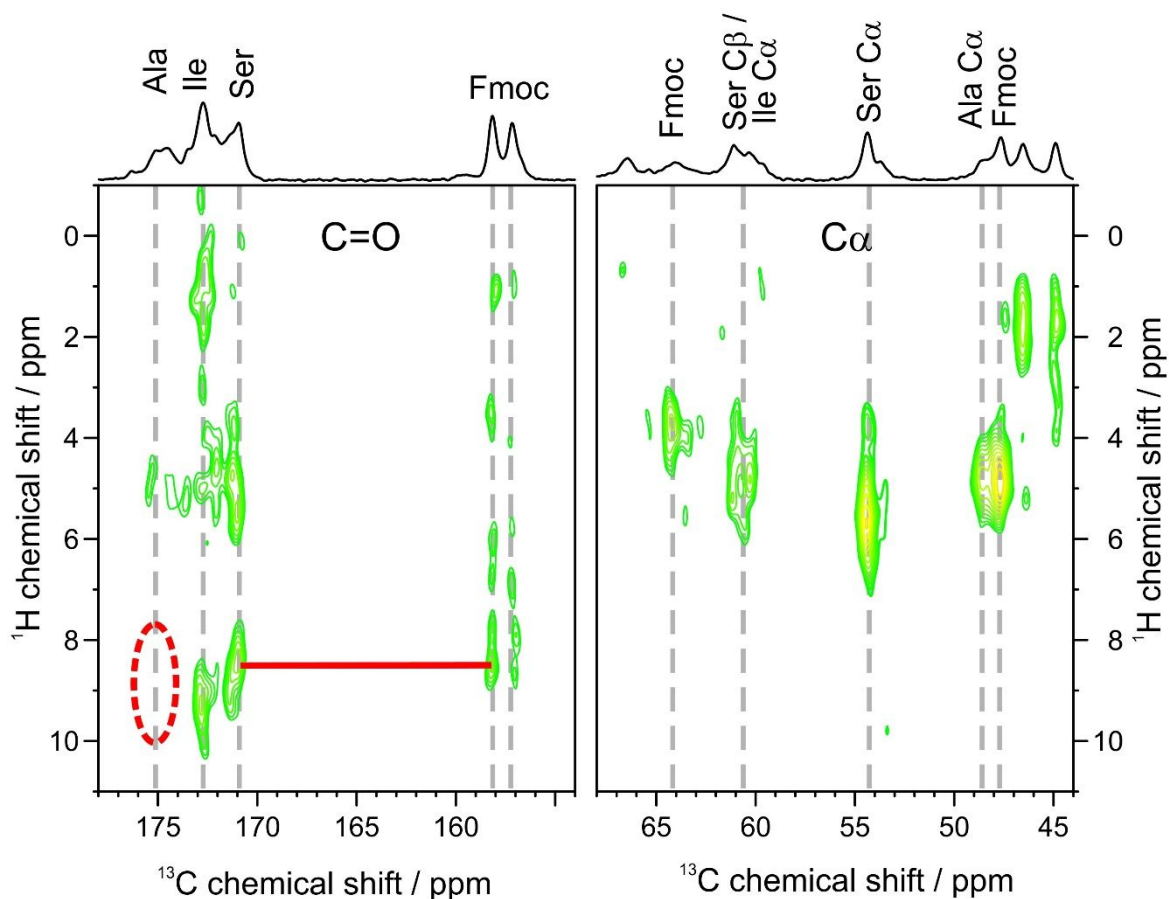 Ala
Ile
Ser
Fmoc
Fmoc
Ser Cβ /
Ile Cα
Ser Cα
Ala Cα
Fmoc
C=O
Cα
0
2
4
6
8
10
0
2
4
6
8
10
¹H chemical shift / ppm
¹H chemical shift / ppm
175
170
165
160
65
60
55
50
45
¹³C chemical shift / ppm
¹³C chemical shift / ppm